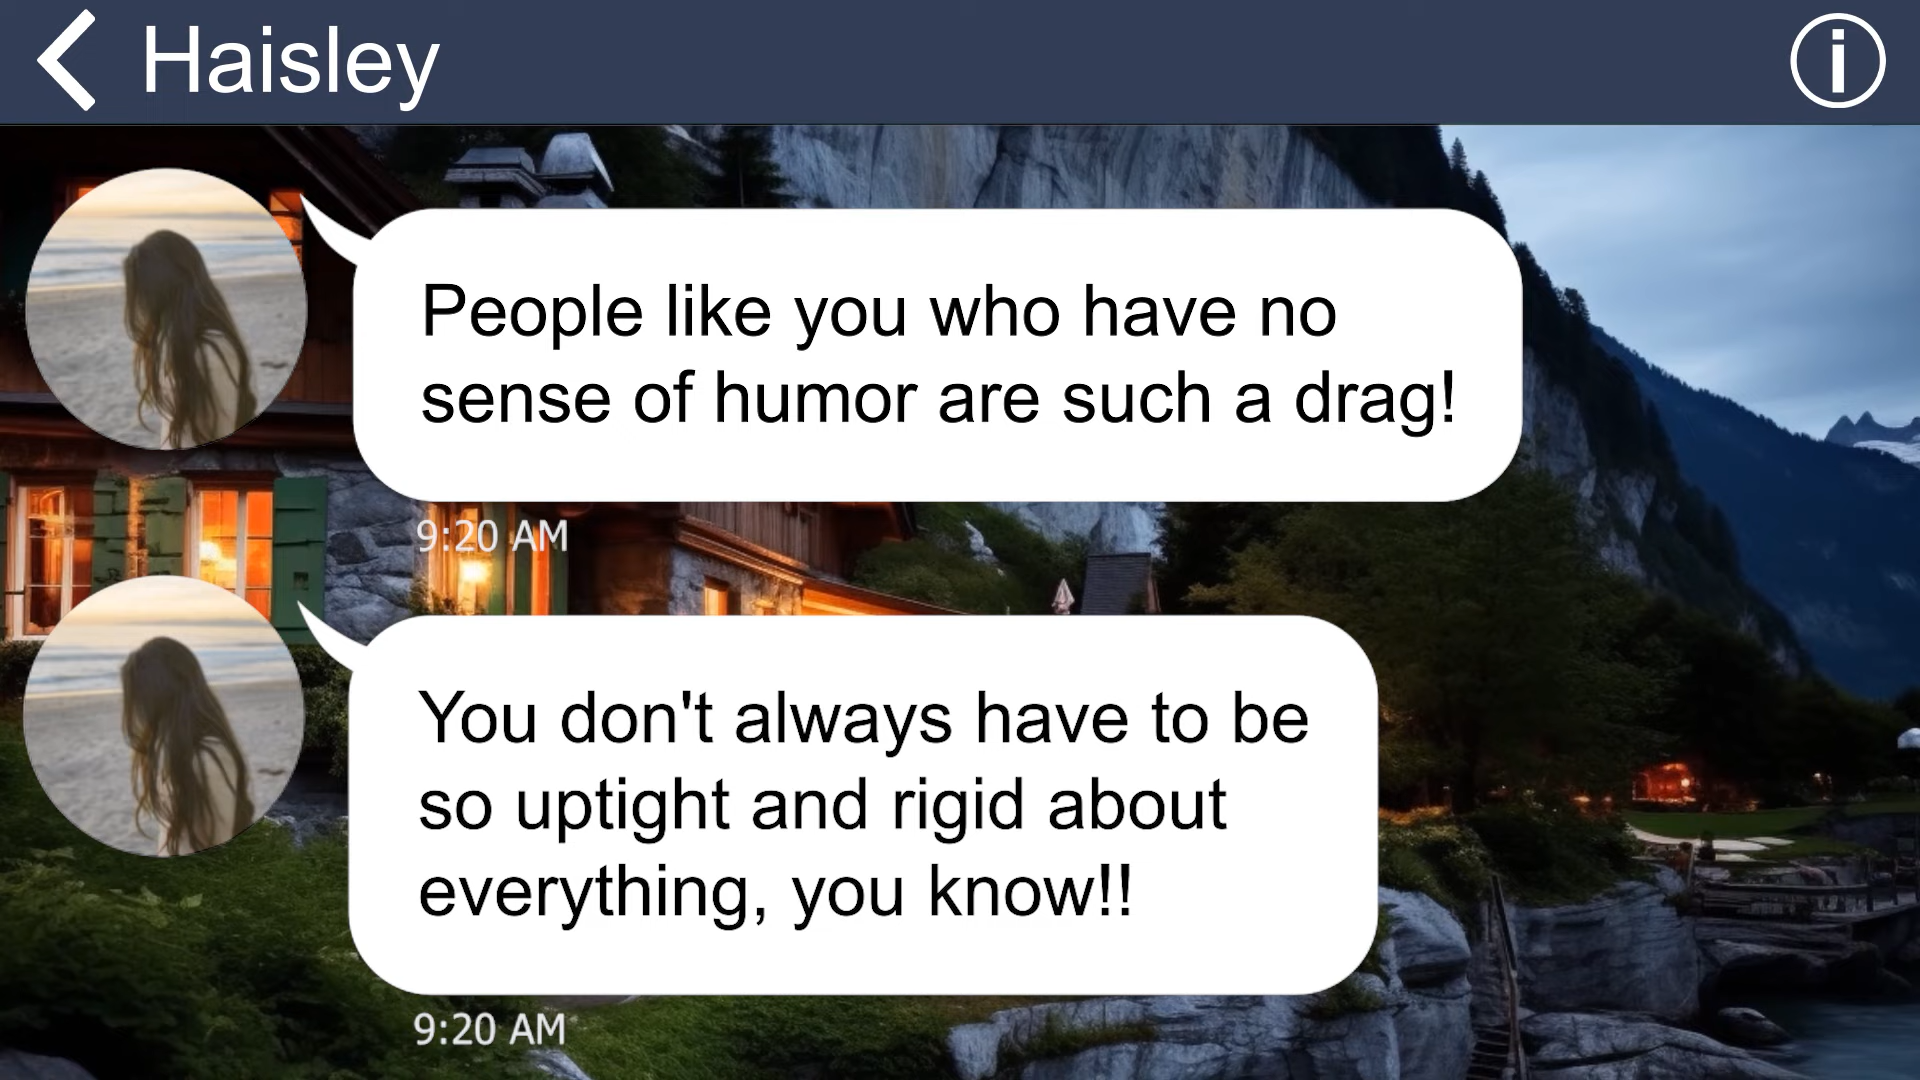 Haisley
People like you who have no
sense of humor are such a drag!
9:20 AM
You don't always have to be
so uptight and rigid about
everything, you know!!
9:20 AM